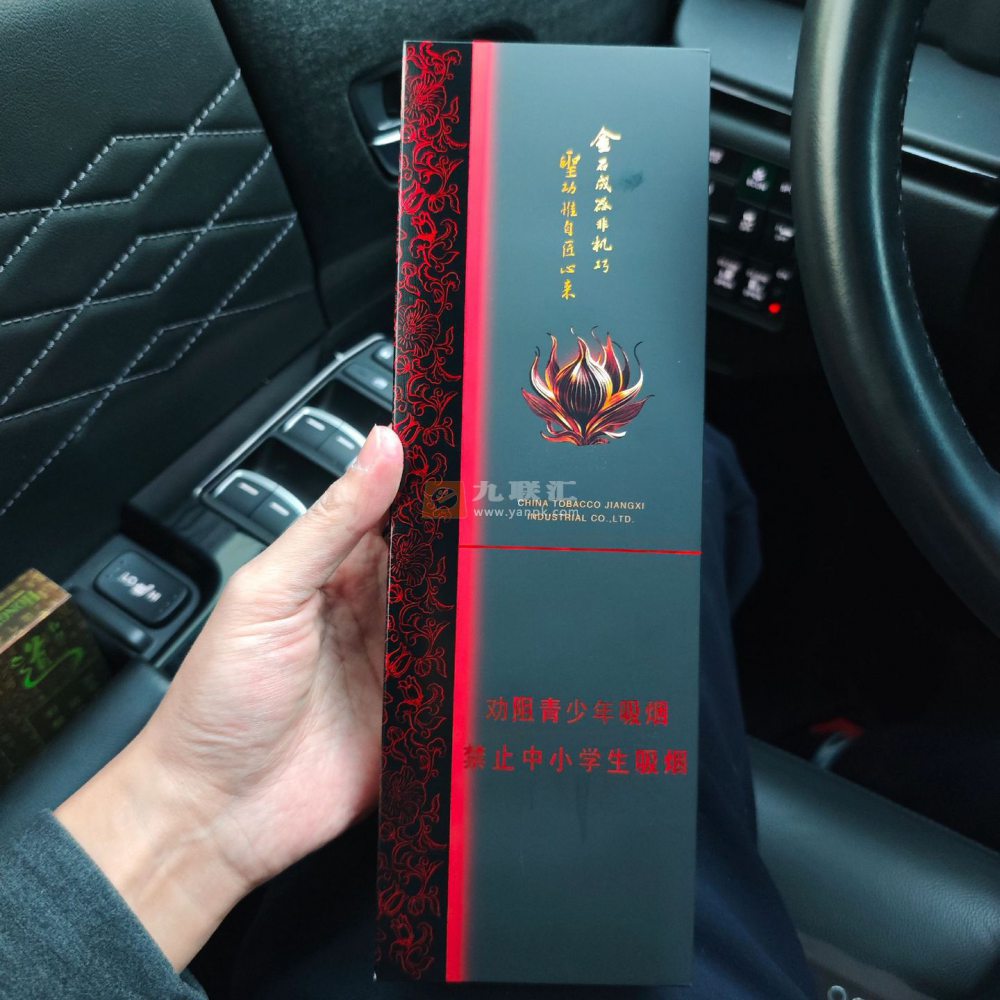 金石成器非机巧
聖功推自匠心来
九联汇
www.yanpk.com
CHINA TOBACCO JIANGXI
INDUSTRIAL CO.,LTD.
劝阻青少年吸烟
禁止中小学生吸烟